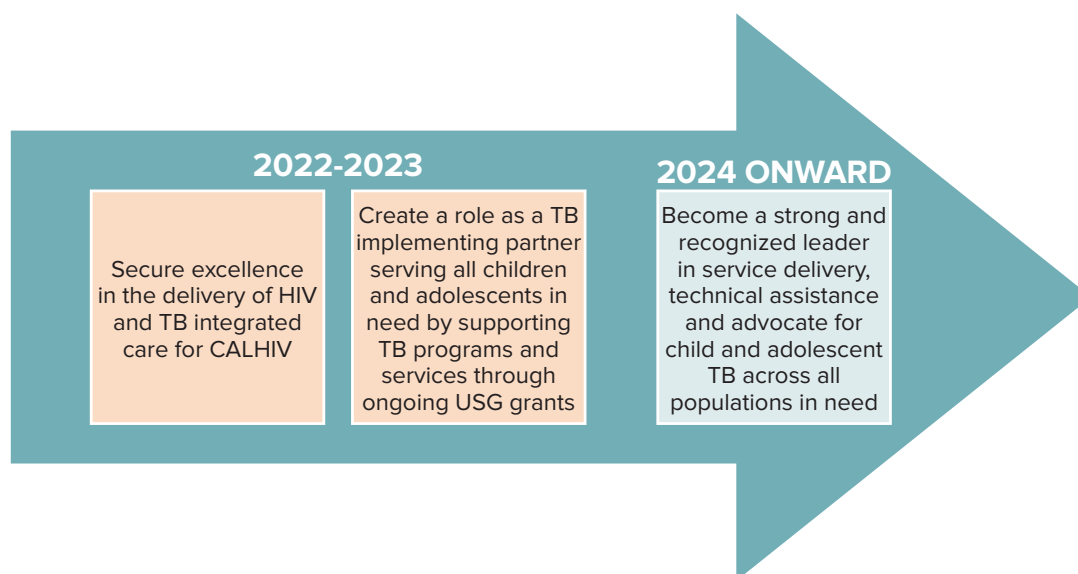 2022-2023
Secure excellence
in the delivery of HIV
and TB integrated
care for CALHIV
Create a role as a TB
implementing partner
serving all children
and adolescents in
need by supporting
TB programs and
services through
ongoing USG grants
2024 ONWARD
Become a strong and
recognized leader
in service delivery,
technical assistance
and advocate for
child and adolescent
TB across all
populations in need